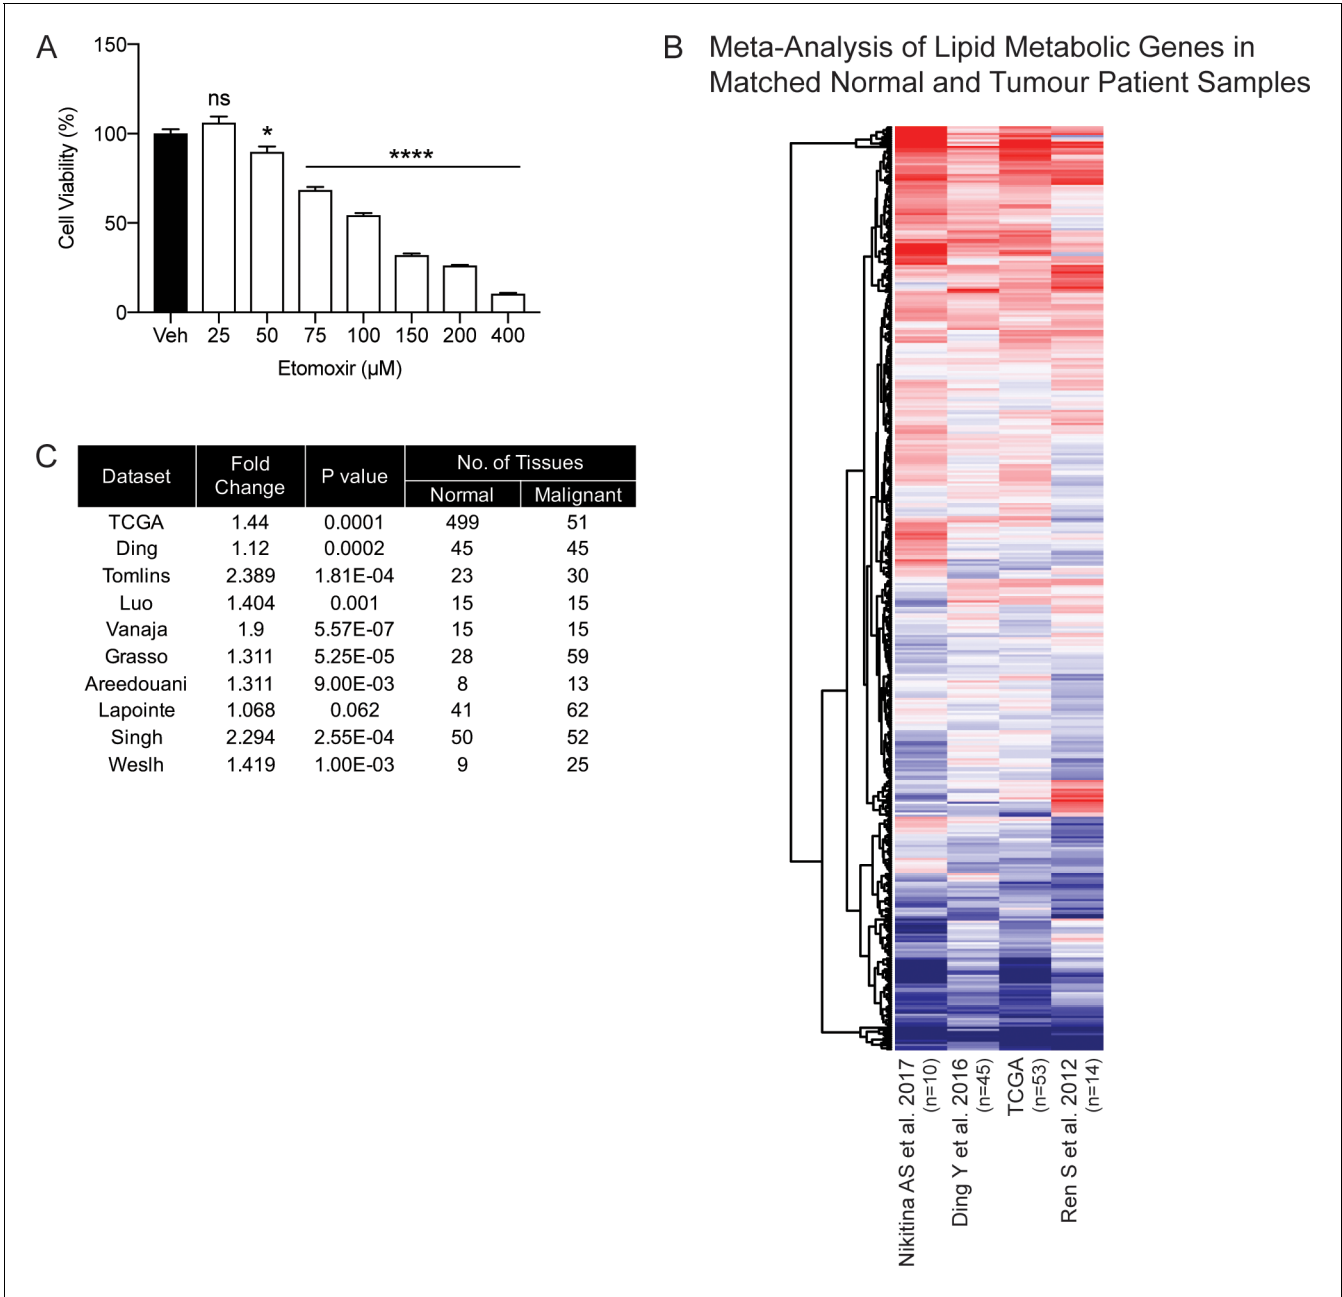 A
150
100
50
0
Cell Viability (%)
ns
*
****
Veh 25 50 75 100 150 200 400
Etomoxir (µM)
B
Meta-Analysis of Lipid Metabolic Genes in
Matched Normal and Tumour Patient Samples
Nikitina AS et al. 2017
(n=10)
Ding Y et al. 2016
(n=45)
TCGA
(n=53)
Ren S et al. 2012
(n=14)
C
Dataset Fold Change P value No. of Tissues
Normal Malignant
TCGA 1.44 0.0001 499 51
Ding 1.12 0.0002 45 45
Tomlins 2.389 1.81E-04 23 30
Luo 1.404 0.001 15 15
Vanaja 1.9 5.57E-07 15 15
Grasso 1.311 5.25E-05 28 59
Areedouani 1.311 9.00E-03 8 13
Lapointe 1.068 0.062 41 62
Singh 2.294 2.55E-04 50 52
Weslh 1.419 1.00E-03 9 25